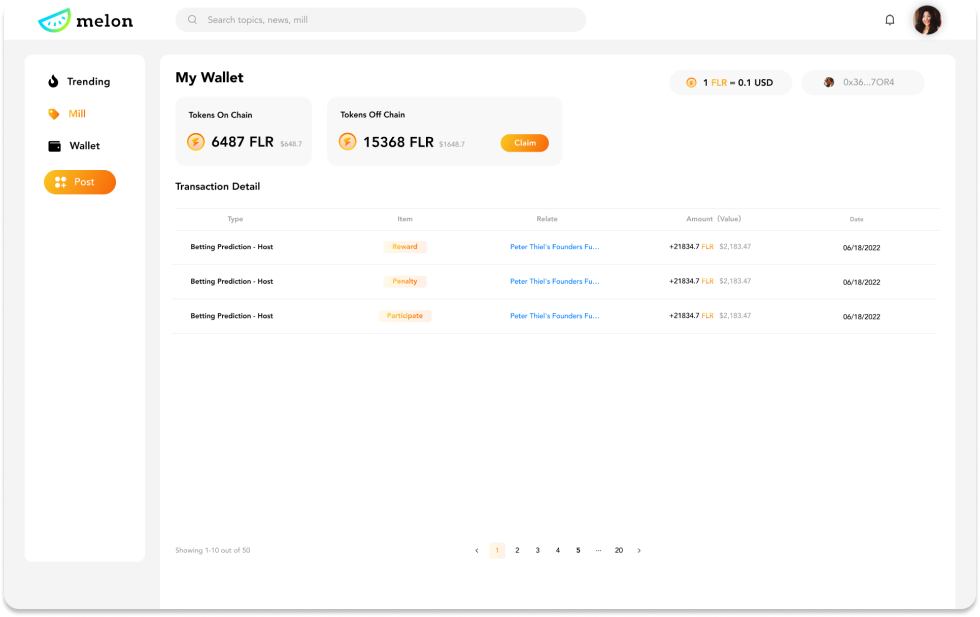 melon
Search topics, news, mill
Trending
Mill
Wallet
Post
My Wallet
1 FLR = 0.1 USD
0x36...7OR4
Tokens On Chain
6487 FLR $648.7
Tokens Off Chain
15368 FLR $1648.7
Claim
Transaction Detail
Type Item Relate Amount (Value) Date
Betting Prediction - Host Reward Peter Thiel's Founders Fu... +21834.7 FLR $2,183.47 06/18/2022
Betting Prediction - Host Penalty Peter Thiel's Founders Fu... +21834.7 FLR $2,183.47 06/18/2022
Betting Prediction - Host Participate Peter Thiel's Founders Fu... +21834.7 FLR $2,183.47 06/18/2022
Showing 1-10 out of 50
‹ 1 2 3 4 5 ... 20 ›